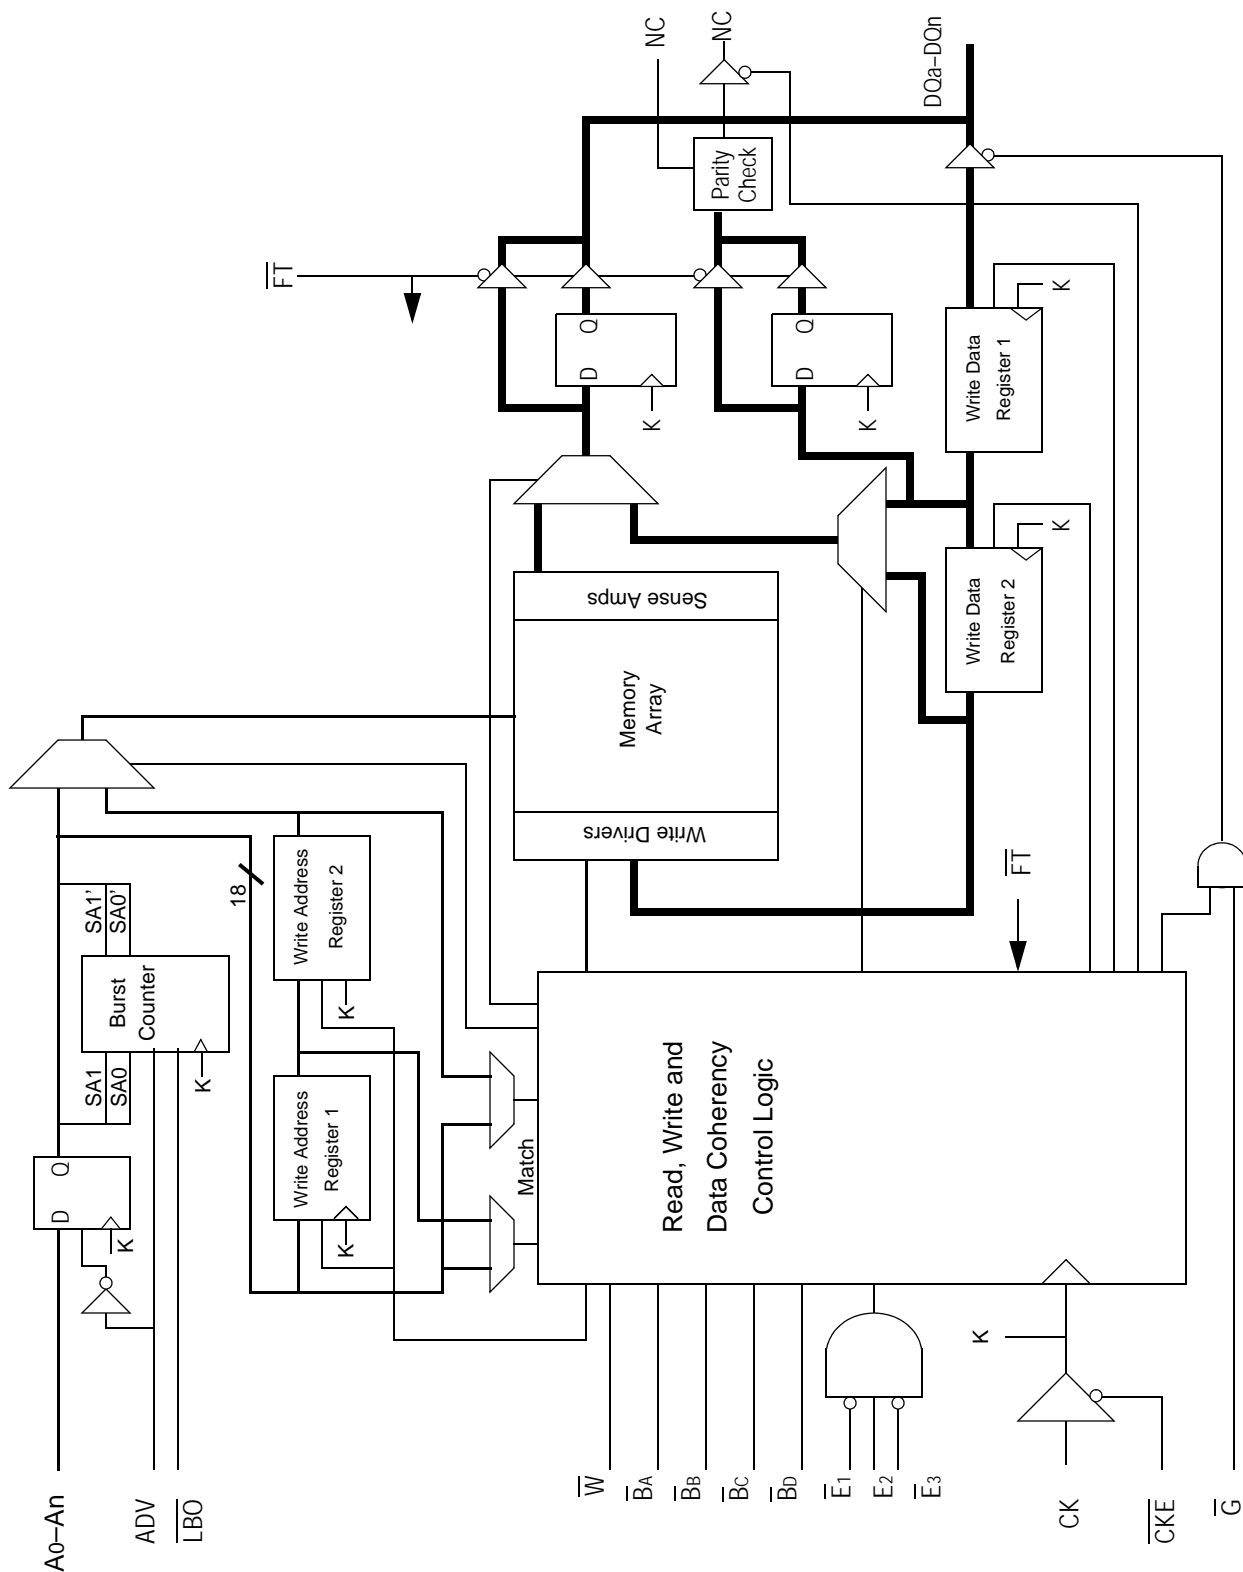 A0–An
ADV
LBO
W
BA
BB
BC
BD
E1
E2
E3
CK
CKE
G
D
Q
K
SA1
SA0
Burst
Counter
K
SA1'
SA0'
18
Write Address
Register 1
K
Write Address
Register 2
K
Match
Read, Write and
Data Coherency
Control Logic
K
FT
Write Drivers
Memory
Array
Sense Amps
Write Data
Register 2
K
Write Data
Register 1
K
D
Q
K
D
Q
K
FT
Parity
Check
NC
NC
DQa–DQn